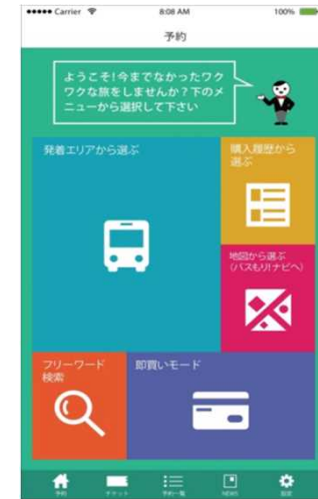 Carrier
8:08 AM
100%
予約
ようこそ!今までなかったワク
ワクな旅をしませんか?下のメ
ニューから選択して下さい
発着エリアから選ぶ
購入履歴から
選ぶ
地図から選ぶ
(バスもり!ナビへ)
フリーワード
検索
即買いモード
予約
チケット
予約一覧
NEWS
設定